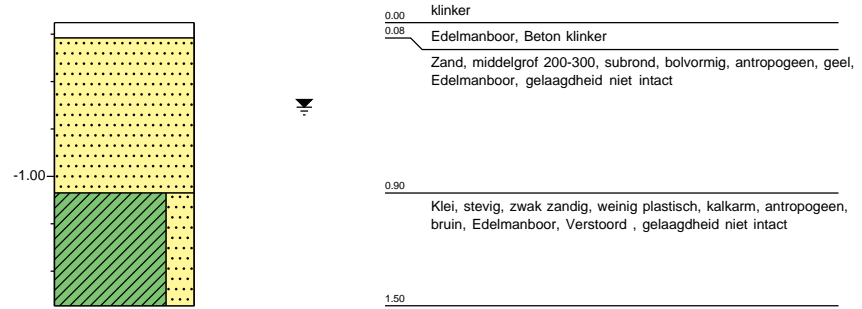 0.00 klinker
0.08 Edelmanboor, Beton klinker
Zand, middelgrof 200-300, subrond, bolvormig, antropogeen, geel,
Edelmanboor, gelaagdheid niet intact
-1.00
0.90
Klei, stevig, zwak zandig, weinig plastisch, kalkarm, antropogeen,
bruin, Edelmanboor, Verstoord , gelaagdheid niet intact
1.50